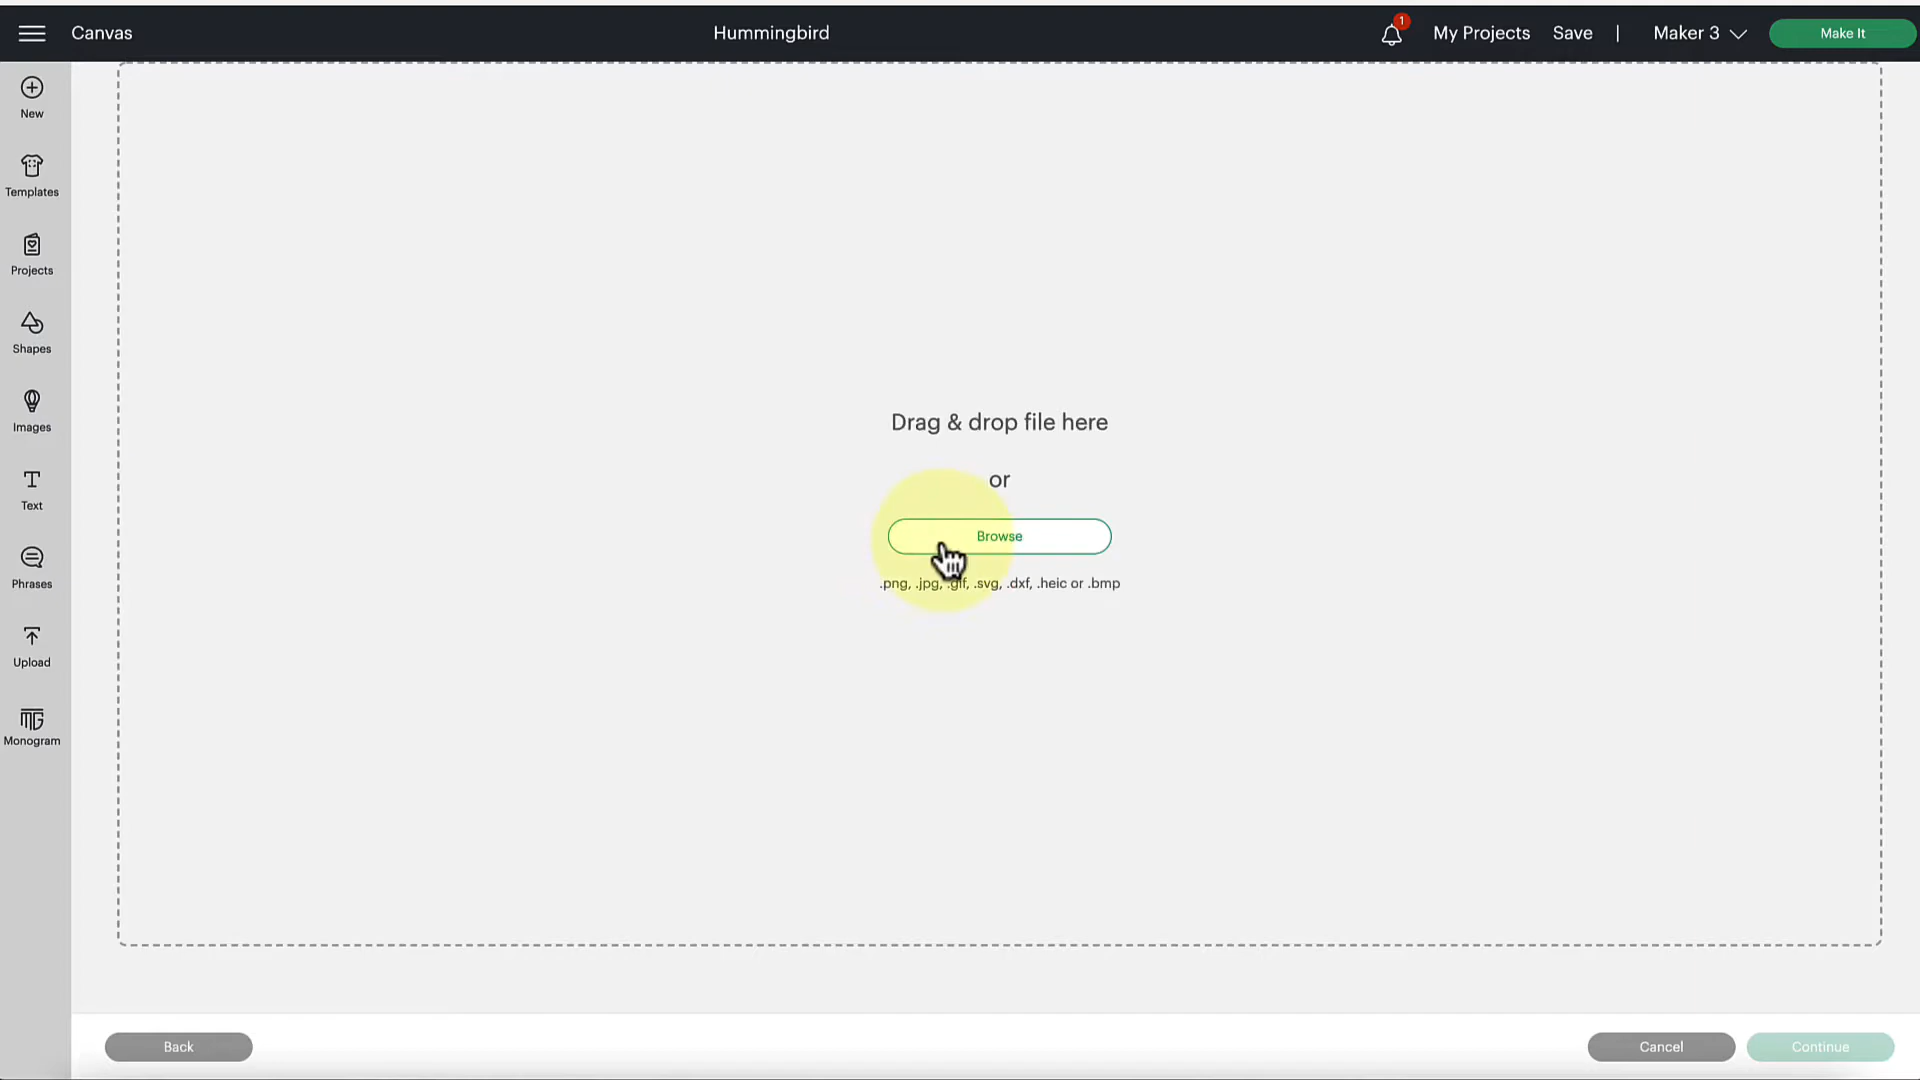 Canvas
Hummingbird
1
My Projects
Save
|
Maker 3
Make It
New
Templates
Projects
Shapes
Images
Text
Phrases
Upload
Monogram
Drag & drop file here
or
Browse
.png, .jpg, .gif, .svg, .dxf, .heic or .bmp
Back
Cancel
Continue